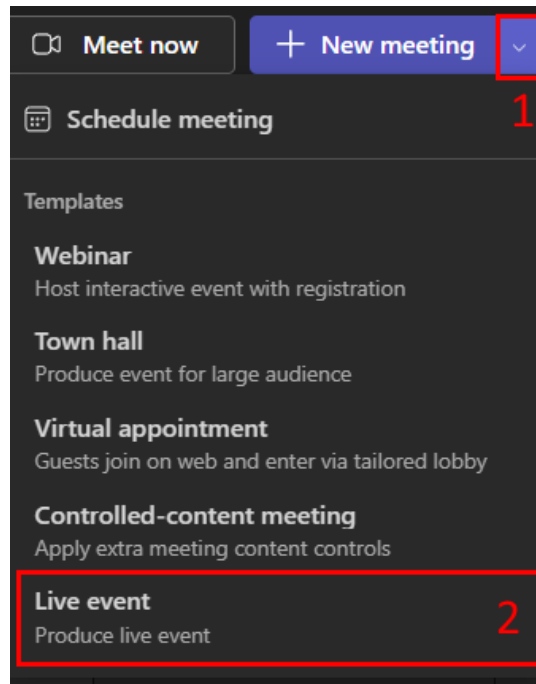 Meet now
New meeting
1
Schedule meeting
Templates
Webinar
Host interactive event with registration
Town hall
Produce event for large audience
Virtual appointment
Guests join on web and enter via tailored lobby
Controlled-content meeting
Apply extra meeting content controls
Live event
Produce live event
2